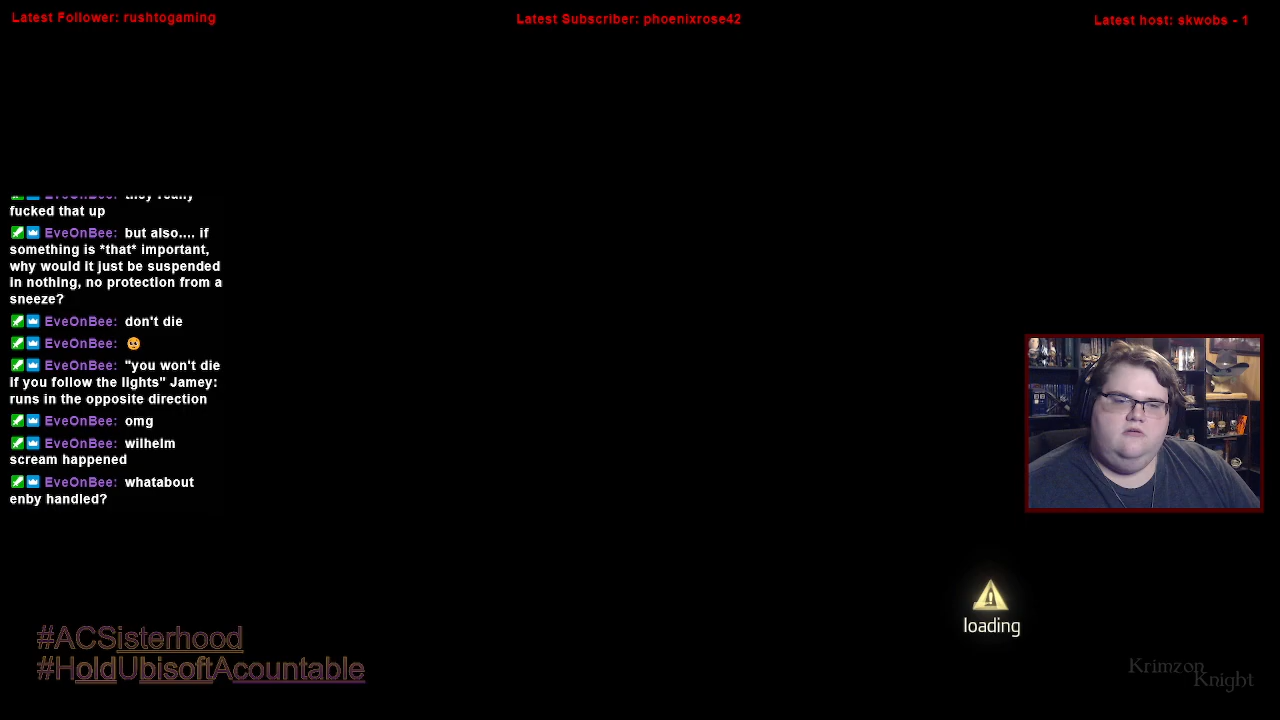 Latest Follower: rushtogaming
Latest Subscriber: phoenixrose42
Latest host: skwobs - 1
EveOnBee: they really
fucked that up
EveOnBee: but also.... if
something is *that* important,
why would it just be suspended
in nothing, no protection from a
sneeze?
EveOnBee: don't die
EveOnBee:
EveOnBee: "you won't die
if you follow the lights" Jamey:
runs in the opposite direction
EveOnBee: omg
EveOnBee: wilhelm
scream happened
EveOnBee: whatabout
enby handled?
loading
#ACSisterhood
#HoldUbisoftAcountable
Krimzon
Knight